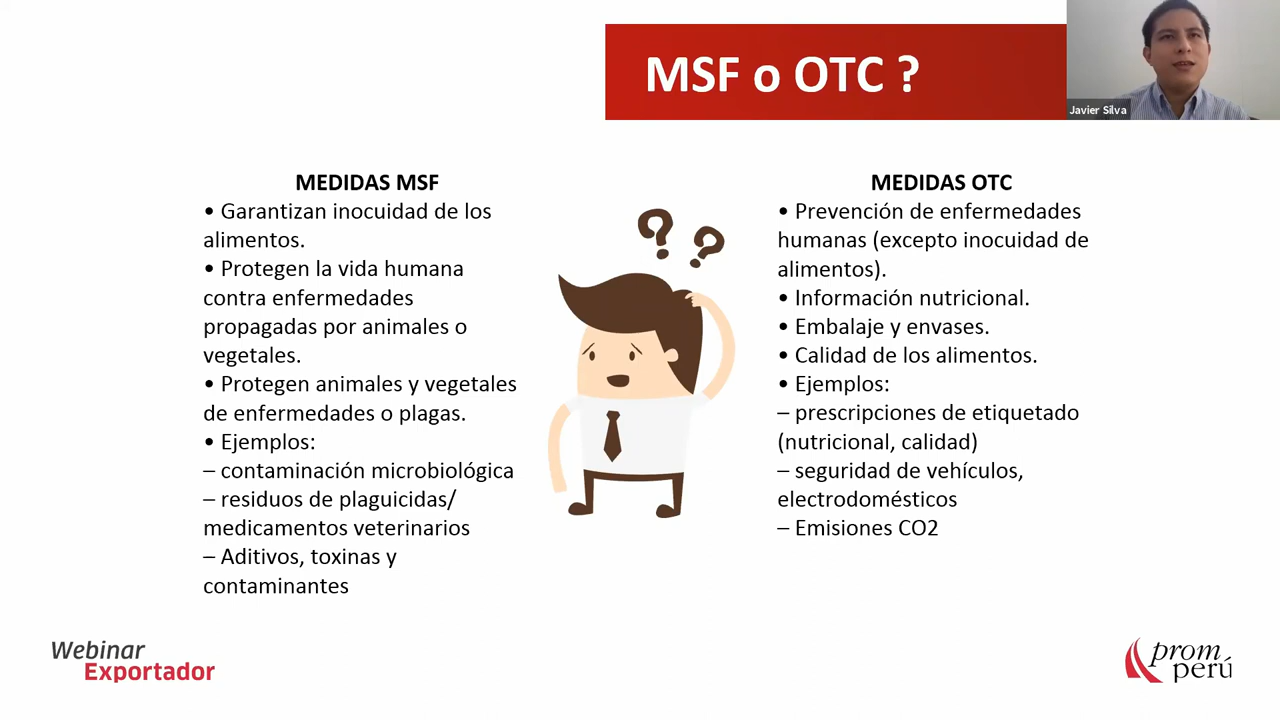 MSF o OTC ?
Javier Silva
MEDIDAS MSF
• Garantizan inocuidad de los
alimentos.
• Protegen la vida humana
contra enfermedades
propagadas por animales o
vegetales.
• Protegen animales y vegetales
de enfermedades o plagas.
• Ejemplos:
– contaminación microbiológica
– residuos de plaguicidas/
medicamentos veterinarios
– Aditivos, toxinas y
contaminantes
??
MEDIDAS OTC
• Prevención de enfermedades
humanas (excepto inocuidad de
alimentos).
• Información nutricional.
• Embalaje y envases.
• Calidad de los alimentos.
• Ejemplos:
– prescripciones de etiquetado
(nutricional, calidad)
– seguridad de vehículos,
electrodomésticos
– Emisiones CO2
Webinar
Exportador
prom
perú